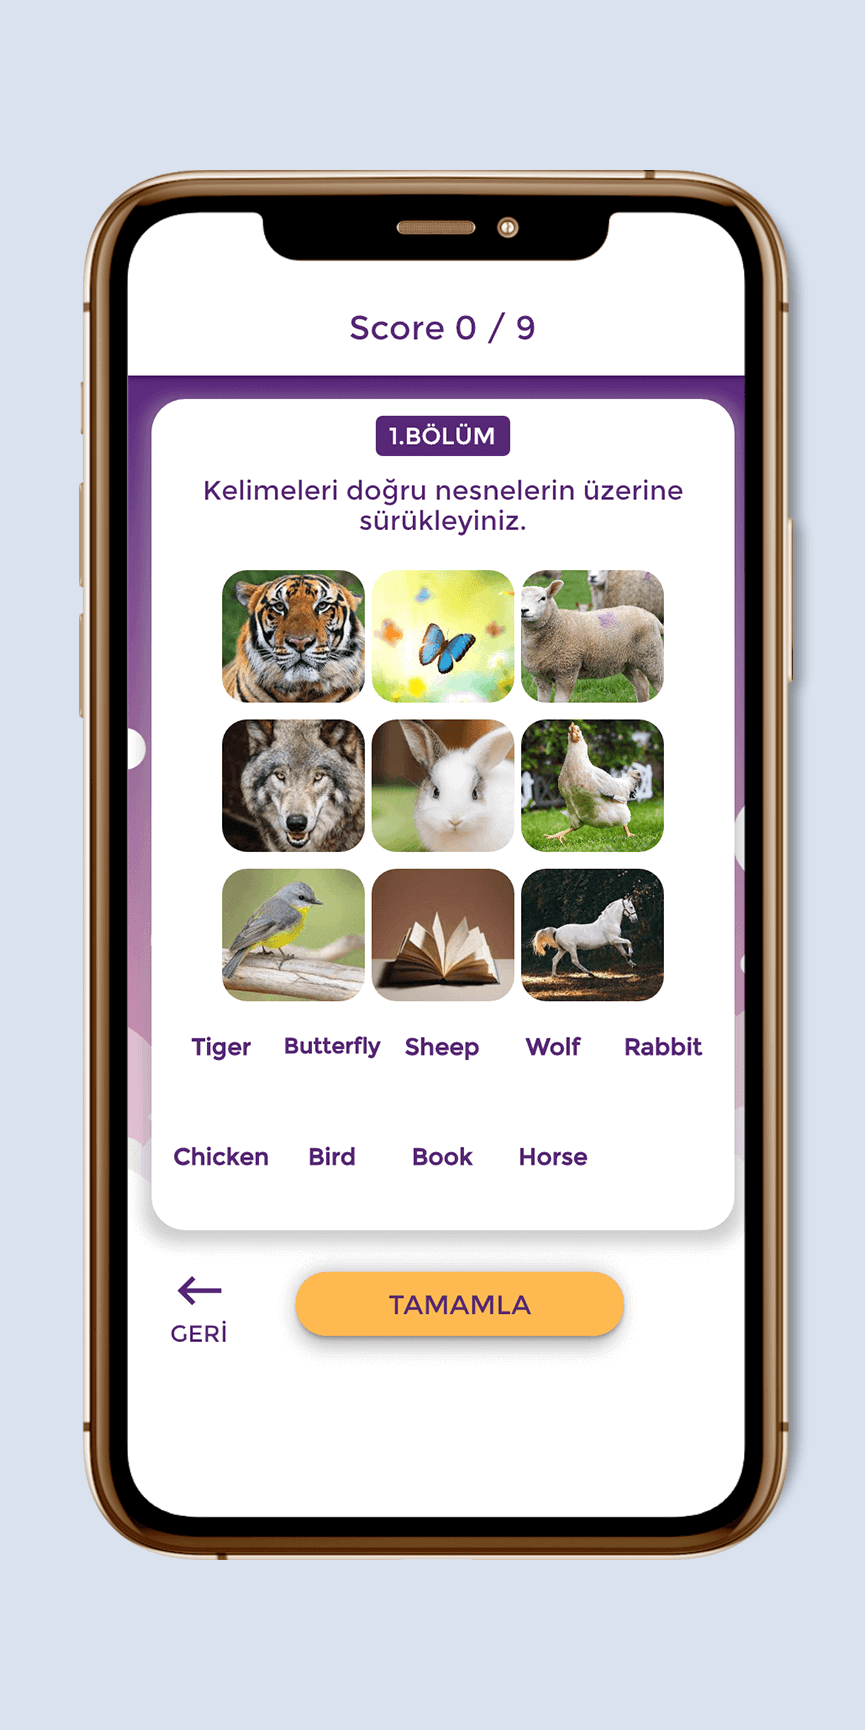 Score 0 / 9
1.BÖLÜM
Kelimeleri doğru nesnelerin üzerine
sürükleyiniz.
Tiger Butterfly Sheep Wolf Rabbit
Chicken Bird Book Horse
TAMAMLA
GERİ